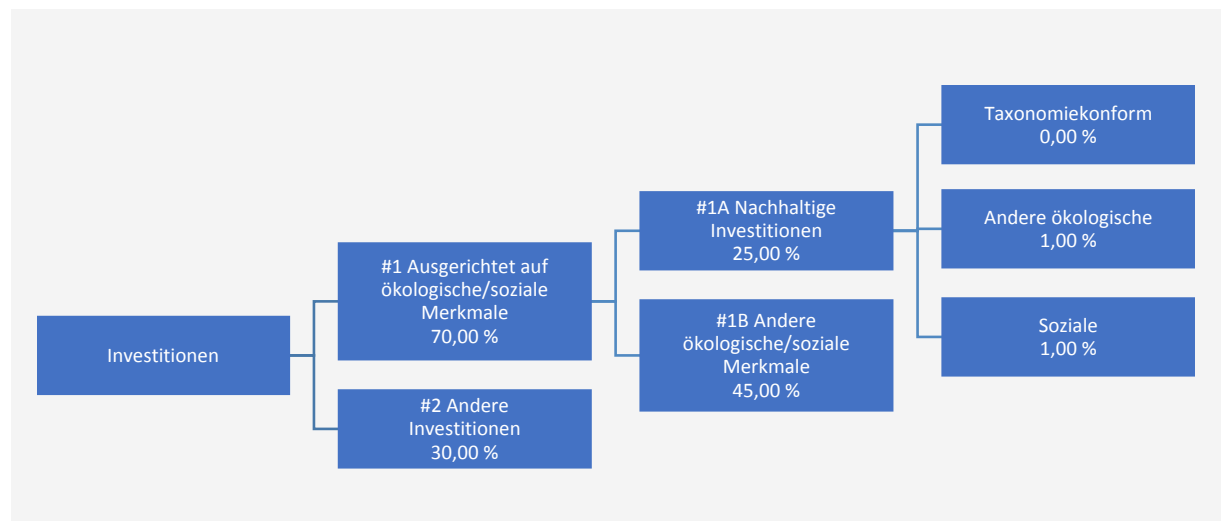 Investitionen
#1 Ausgerichtet auf
ökologische/soziale
Merkmale
70,00 %
#2 Andere
Investitionen
30,00 %
#1A Nachhaltige
Investitionen
25,00 %
#1B Andere
ökologische/soziale
Merkmale
45,00 %
Taxonomiekonform
0,00 %
Andere ökologische
1,00 %
Soziale
1,00 %